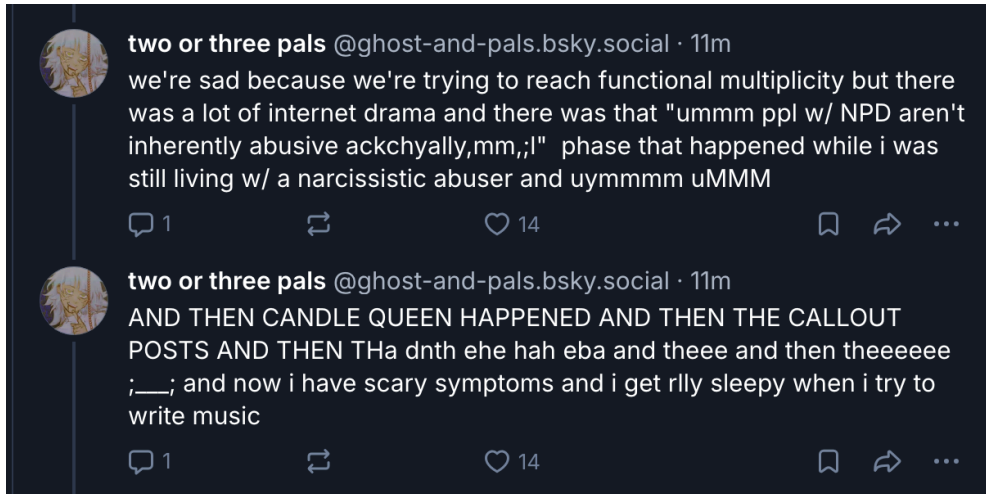 two or three pals @ghost-and-pals.bsky.social · 11m
we're sad because we're trying to reach functional multiplicity but there
was a lot of internet drama and there was that "ummm ppl w/ NPD aren't
inherently abusive ackchyally,mm,;l"  phase that happened while i was
still living w/ a narcissistic abuser and uymmmm uMMM
1 14
two or three pals @ghost-and-pals.bsky.social · 11m
AND THEN CANDLE QUEEN HAPPENED AND THEN THE CALLOUT
POSTS AND THEN THa dnth ehe hah eba and theee and then theeeeee
;___; and now i have scary symptoms and i get rlly sleepy when i try to
write music
1 14